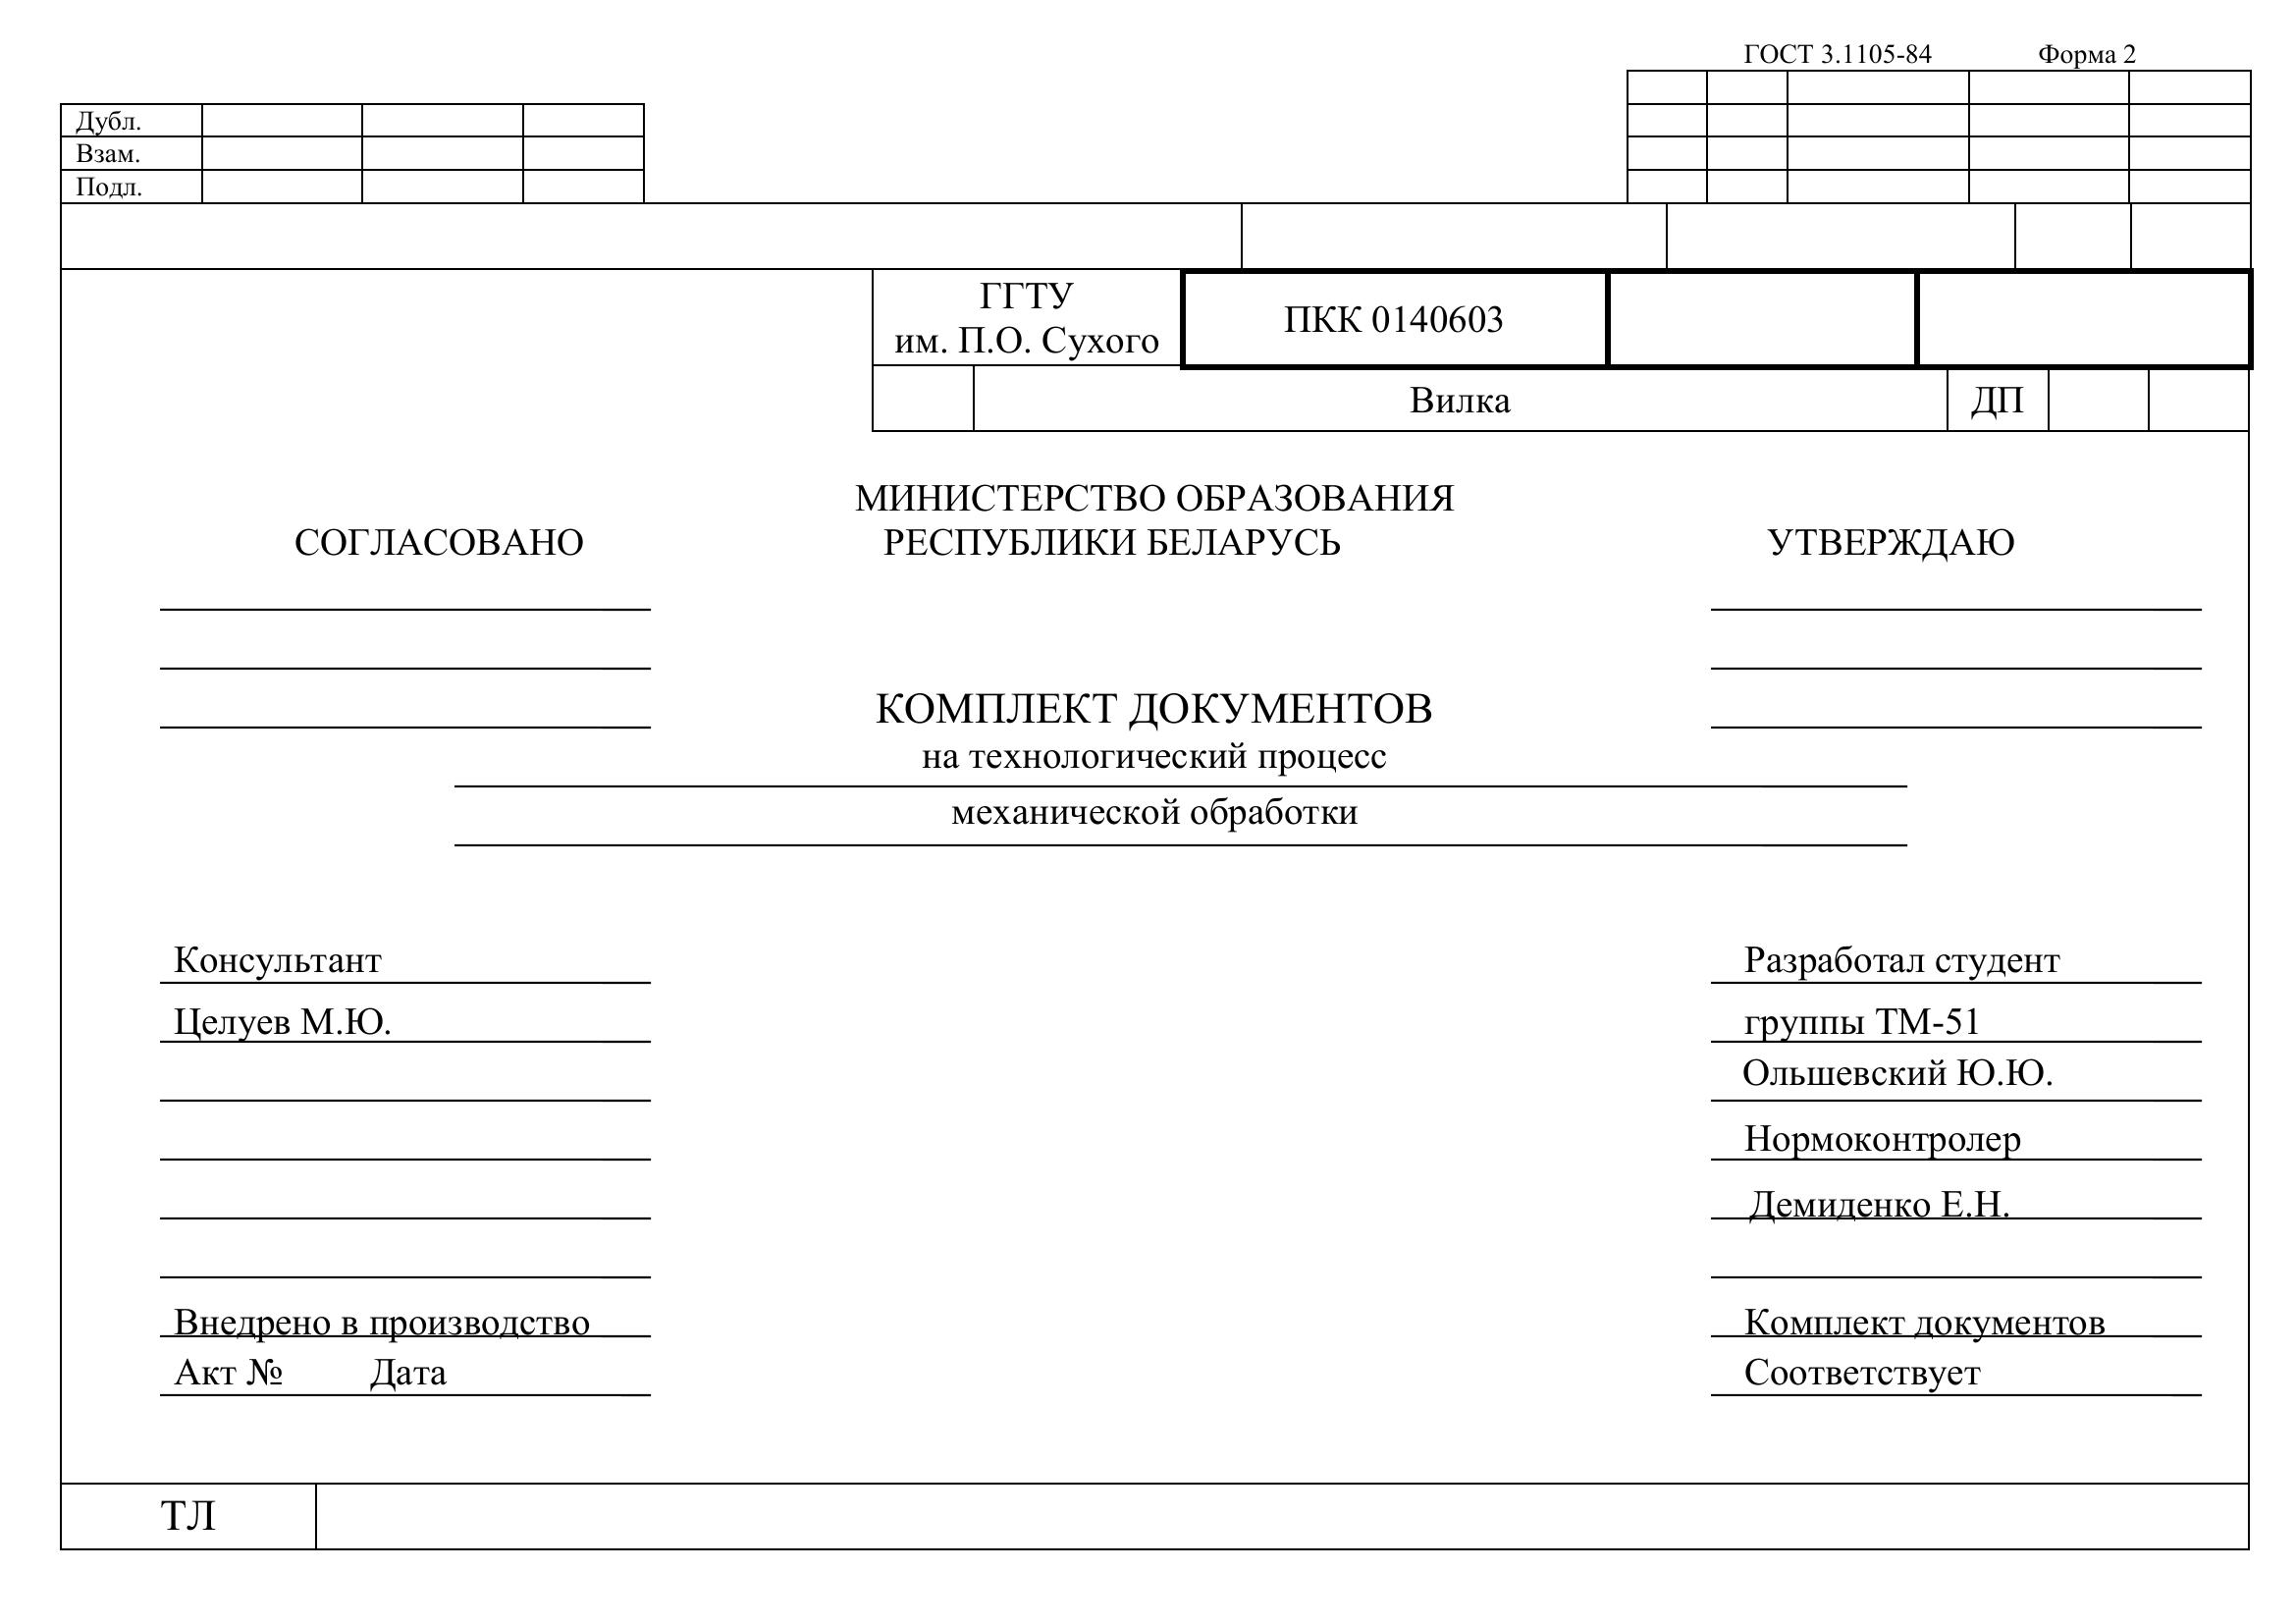 ГОСТ 3.1105-84 Форма 2
Дубл.
Взам.
Подл.
ГГТУ
им. П.О. Сухого
ПКК 0140603
Вилка ДП
МИНИСТЕРСТВО ОБРАЗОВАНИЯ
РЕСПУБЛИКИ БЕЛАРУСЬ
СОГЛАСОВАНО
УТВЕРЖДАЮ
КОМПЛЕКТ ДОКУМЕНТОВ
на технологический процесс
механической обработки
Консультант
Целуев М.Ю.
Внедрено в производство
Акт № Дата
Разработал студент
группы ТМ-51
Ольшевский Ю.Ю.
Нормоконтролер
Демиденко Е.Н.
Комплект документов
Соответствует
ТЛ